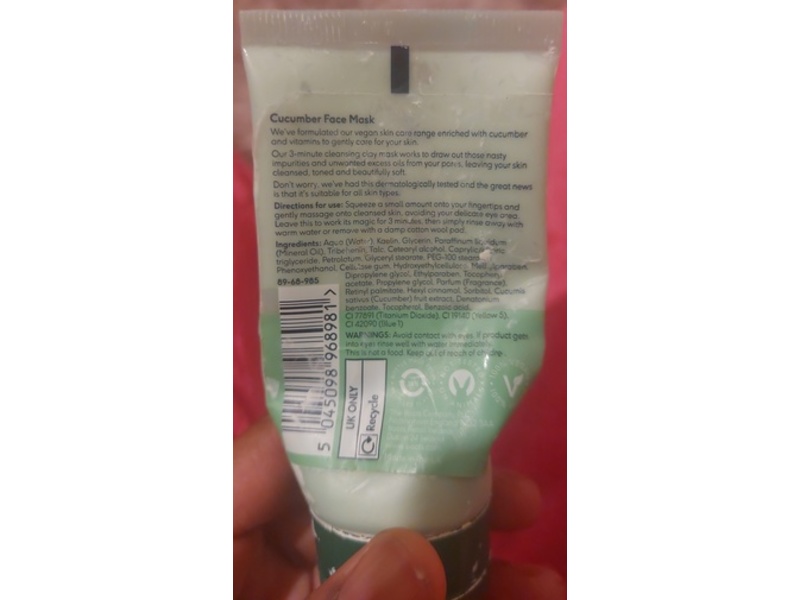 Cucumber Face Mask
We've formulated our vegan skin care range enriched with cucumber
and vitamins to gently care for your skin.
Our 3-minute cleansing clay mask works to draw out those nasty
impurities and unwanted excess oils from your pores, leaving your skin
cleansed, toned and beautifully soft.
Don't worry, we've had this dermatologically tested and the great news
is that it's suitable for all skin types.
Directions for use: Squeeze a small amount onto your fingertips and
gently massage onto cleansed skin, avoiding your delicate eye area.
Leave this to work its magic for 3 minutes, then simply rinse away with
warm water or remove with a damp cotton wool pad.
Ingredients: Aqua (Water), Kaolin, Glycerin, Paraffinum liquidum
(Mineral Oil), Tribehenin, Talc, Cetearyl alcohol, Caprylic/
triglyceride, Petrolatum, Glyceryl stearate, PEG-100
Phenoxyethanol, Cellulose gum, Hydroxyethylcellulose, Methylparaben,
Dipropylene glycol, Ethylparaben, Tocopheryl
acetate, Propylene glycol, Parfum (Fragrance),
Retinyl palmitate, Hexyl cinnamal, Sorbitol, Cucumis
sativus (Cucumber) fruit extract, Denatonium
benzoate, Tocopherol, Benzoic acid,
CI 77891 (Titanium Dioxide), CI 19140 (Yellow 5),
CI 42090 (Blue 1)
89-68-985
WARNINGS: Avoid contact with eyes. If product gets
into eyes rinse well with water immediately.
This is not a food. Keep out of reach of children.
5 045098 968981 >
UK ONLY
Recycle